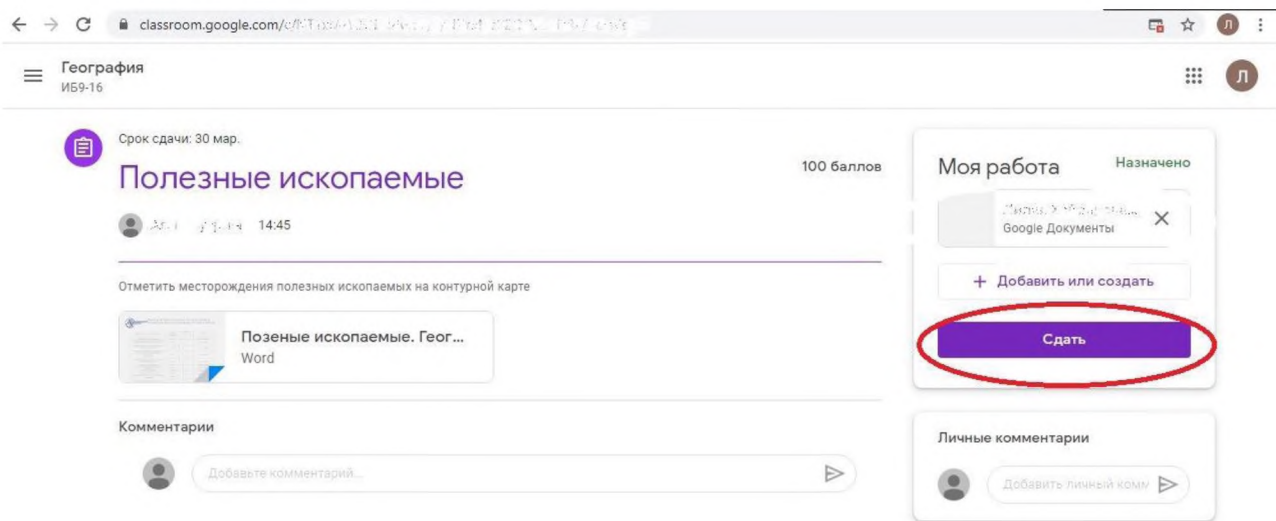 classroom.google.com/
География
ИБ9-16
Л
Л
Срок сдачи: 30 мар.
Полезные ископаемые
100 баллов
14:45
Отметить месторождения полезных ископаемых на контурной карте
Позеные ископаемые. Геог...
Word
Комментарии
Добавьте комментарий...
Моя работа
Назначено
Google Документы
+ Добавить или создать
Сдать
Личные комментарии
Добавить личный комм